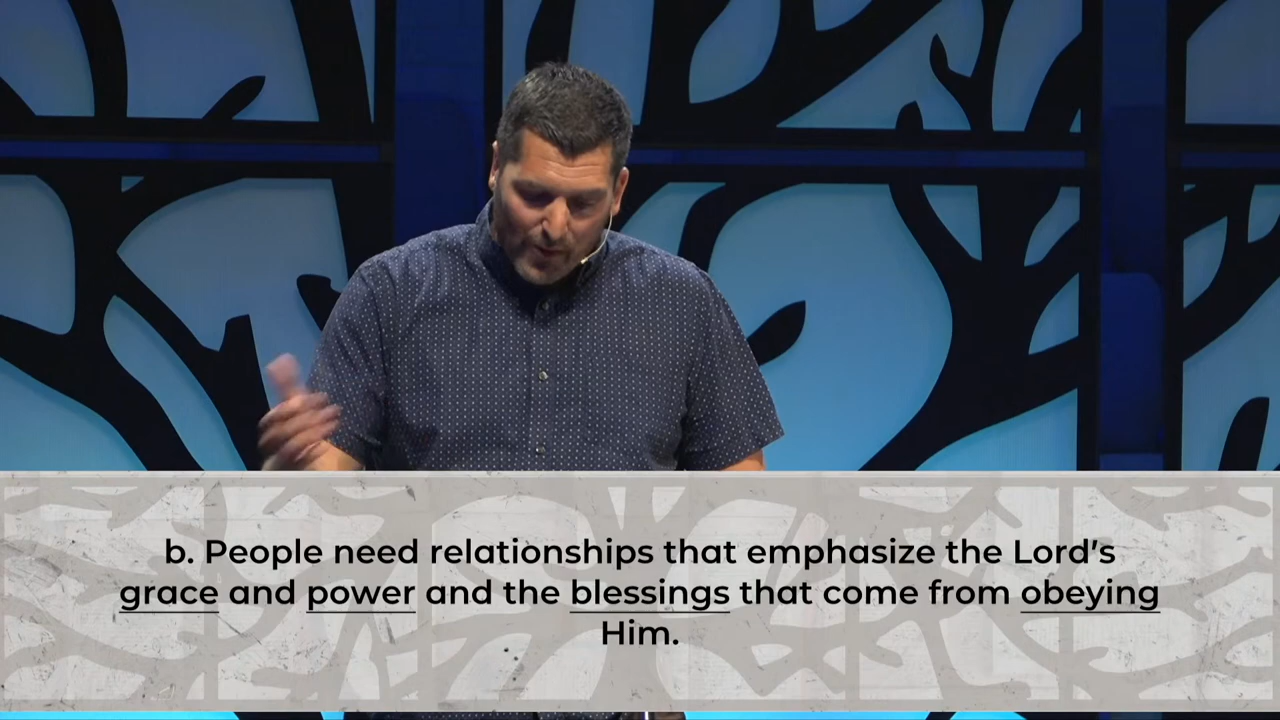 b. People need relationships that emphasize the Lord's
grace and power and the blessings that come from obeying
Him.